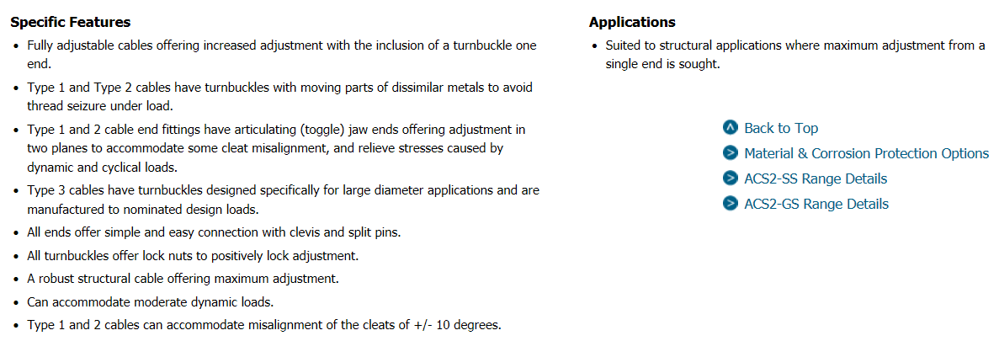 Specific Features
• Fully adjustable cables offering increased adjustment with the inclusion of a turnbuckle one
end.
• Type 1 and Type 2 cables have turnbuckles with moving parts of dissimilar metals to avoid
thread seizure under load.
• Type 1 and 2 cable end fittings have articulating (toggle) jaw ends offering adjustment in
two planes to accommodate some cleat misalignment, and relieve stresses caused by
dynamic and cyclical loads.
• Type 3 cables have turnbuckles designed specifically for large diameter applications and are
manufactured to nominated design loads.
• All ends offer simple and easy connection with clevis and split pins.
• All turnbuckles offer lock nuts to positively lock adjustment.
• A robust structural cable offering maximum adjustment.
• Can accommodate moderate dynamic loads.
• Type 1 and 2 cables can accommodate misalignment of the cleats of +/- 10 degrees.
Applications
• Suited to structural applications where maximum adjustment from a
single end is sought.
Back to Top
Material & Corrosion Protection Options
ACS2-SS Range Details
ACS2-GS Range Details